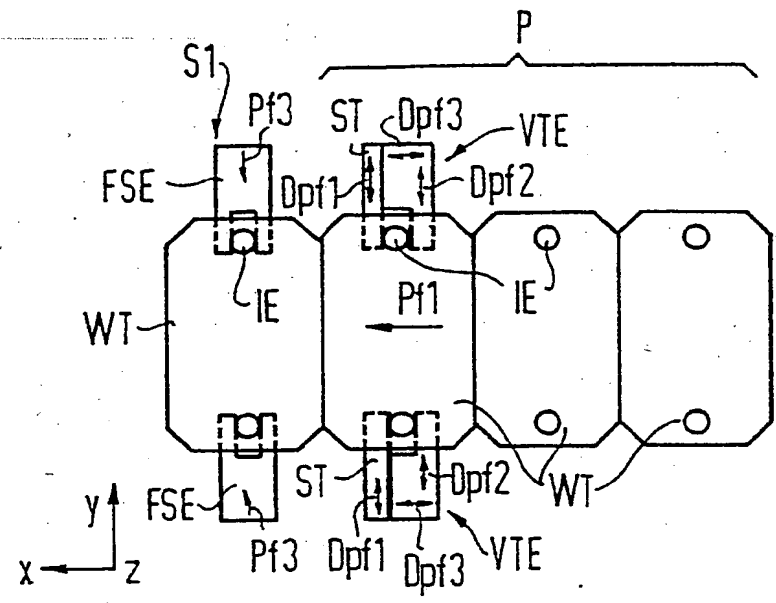 P
S1
Pf3
ST
Dpf3
VTE
FSE
Dpf1
Dpf2
IE
IE
Pf1
WT
ST
Dpf2
WT
FSE
y
Pf3
Dpf1
Dpf3
VTE
x
z